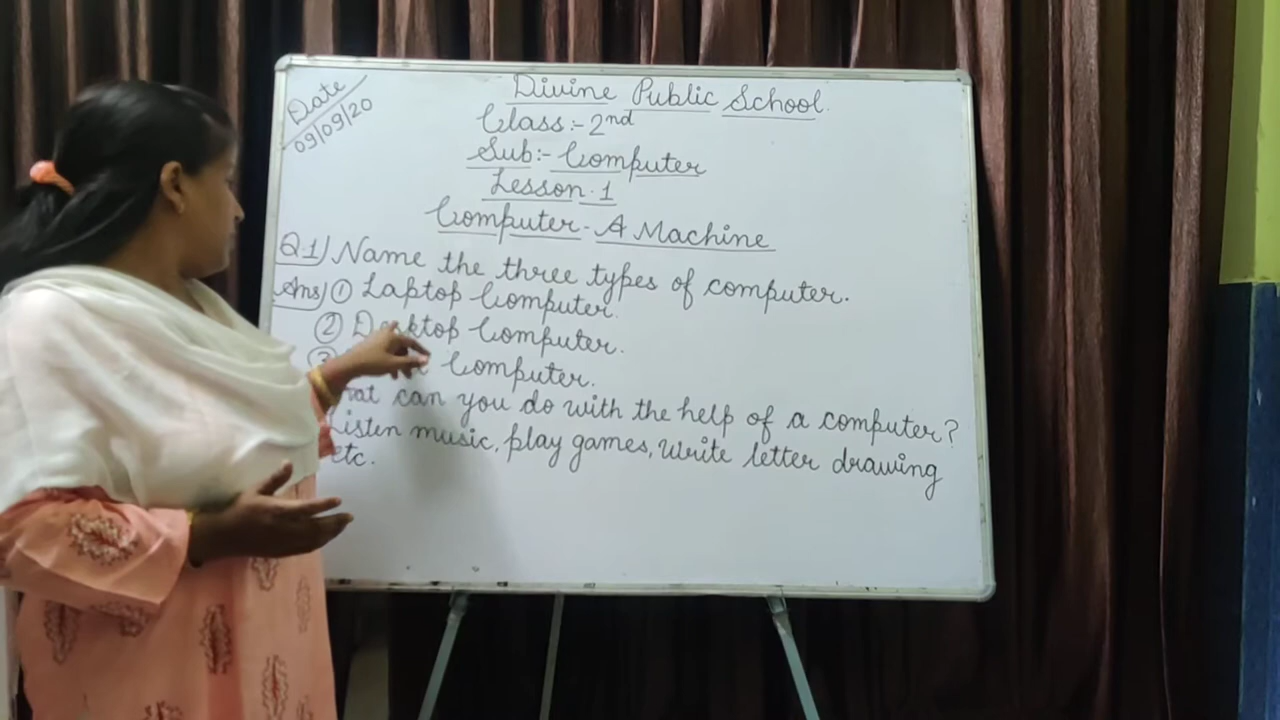 Date
09/09/20
Divine Public School.
Class:- 2nd
Sub:- Computer
Lesson.1
Computer - A Machine
Q.1) Name the three types of computer.
Ans) ① Laptop Computer.
② Desktop Computer.
Computer.
can you do with the help of a computer?
Listen music, play games, write letter drawing
etc.